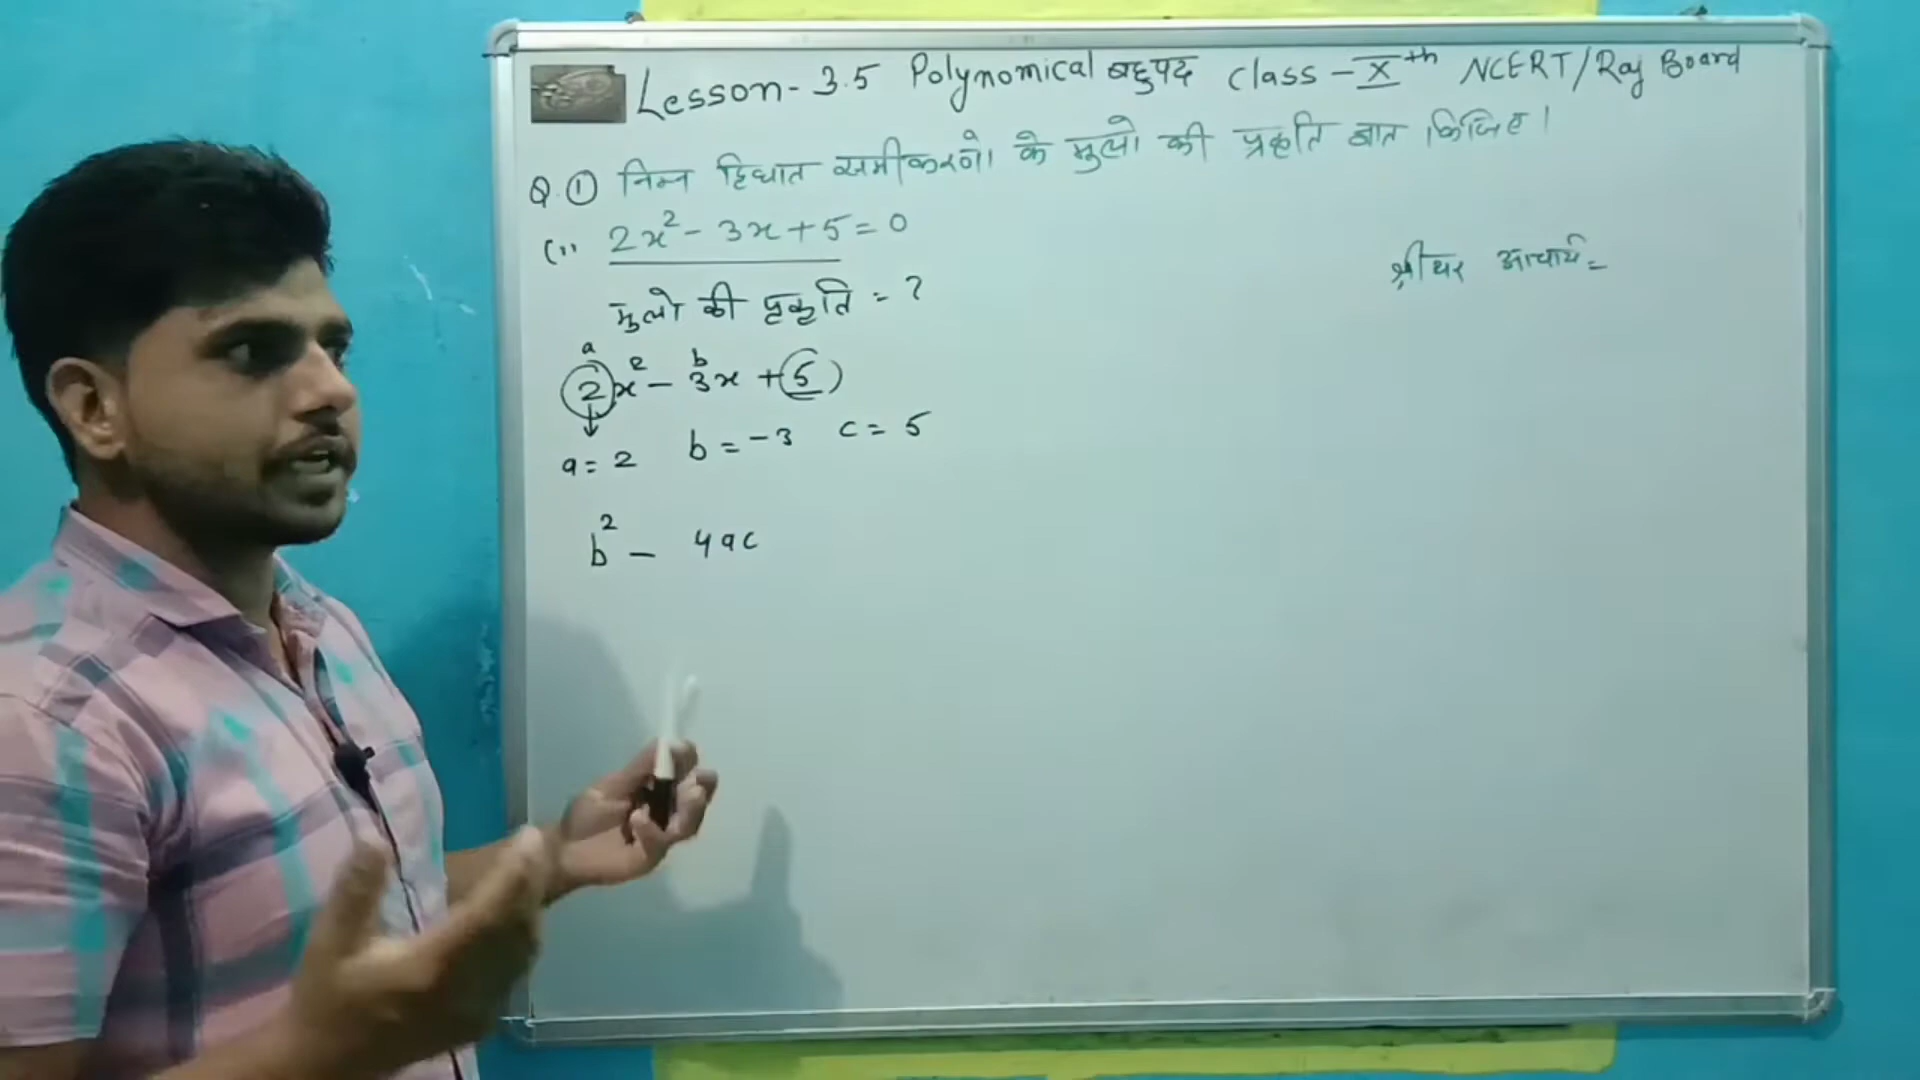 Lesson - 3.5 Polynomical बहुपद Class - Xth NCERT/Raj Board
Q. ① निम्न द्विघात समीकरणो के मुलो की प्रकृति ज्ञात किजिए।
(i) 2x² - 3x + 5 = 0
मुलो की प्रकृति = ?
श्रीधर आचार्य =
a b
2x² - 3x + 5)
a = 2 b = -3 c = 5
b² - 4ac